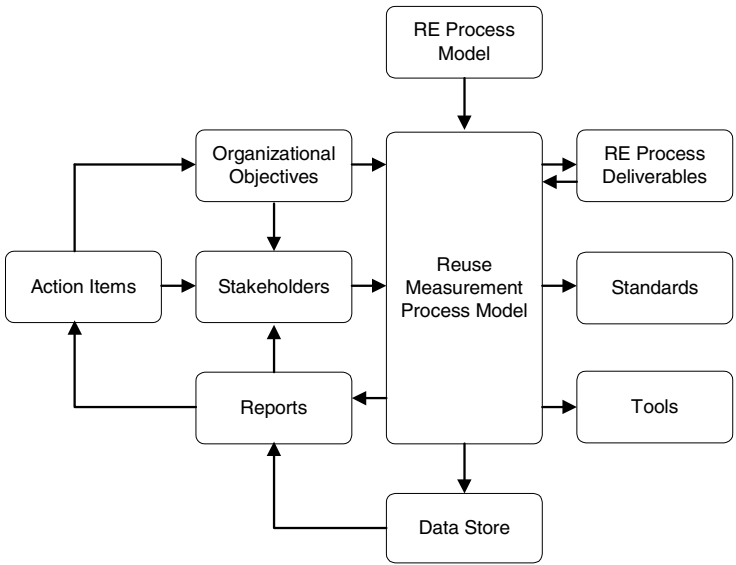 RE Process
Model
Organizational
Objectives
RE Process
Deliverables
Action Items
Stakeholders
Reuse
Measurement
Process Model
Standards
Reports
Tools
Data Store